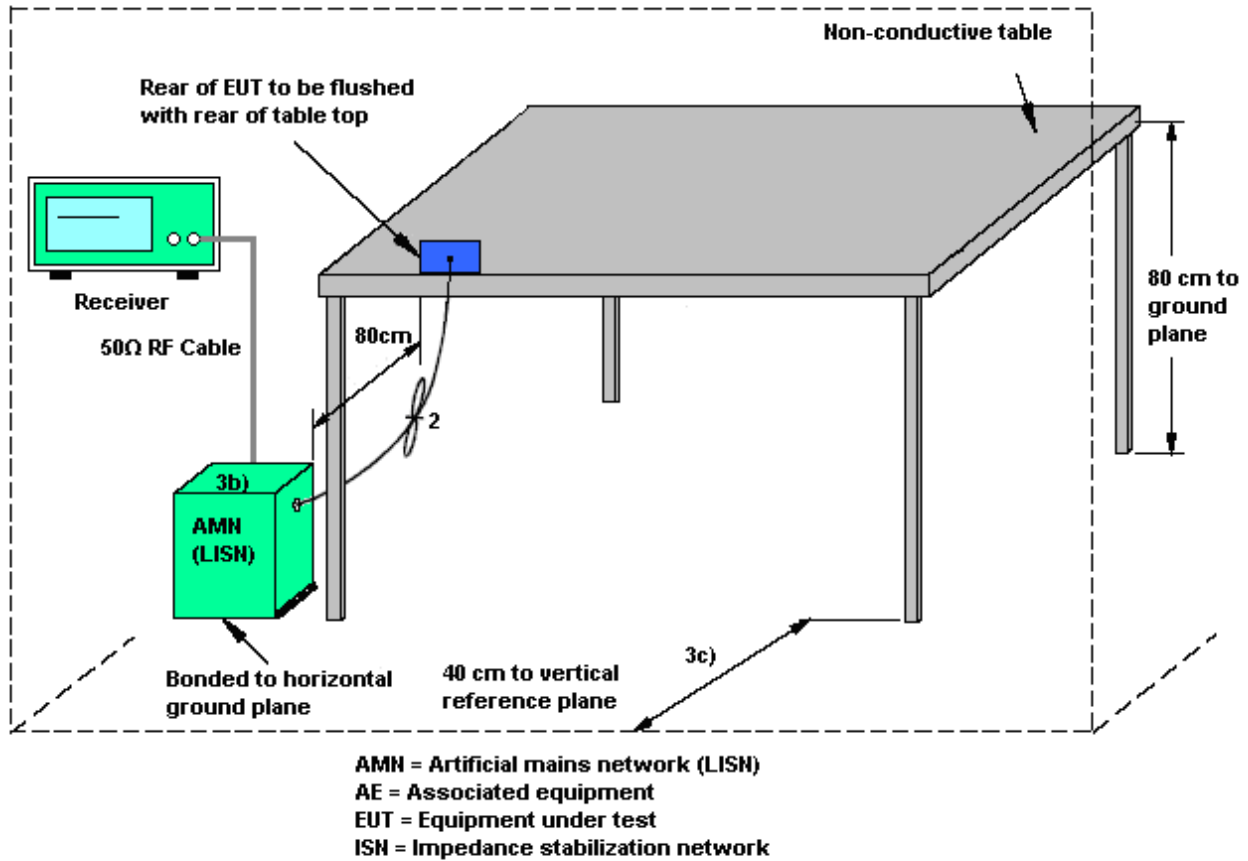 Non-conductive table
Rear of EUT to be flushed
with rear of table top
Receiver
50Ω RF Cable
80cm
80 cm to
ground
plane
2
3b)
AMN
(LISN)
3c)
Bonded to horizontal
ground plane
40 cm to vertical
reference plane
AMN = Artificial mains network (LISN)
AE = Associated equipment
EUT = Equipment under test
ISN = Impedance stabilization network